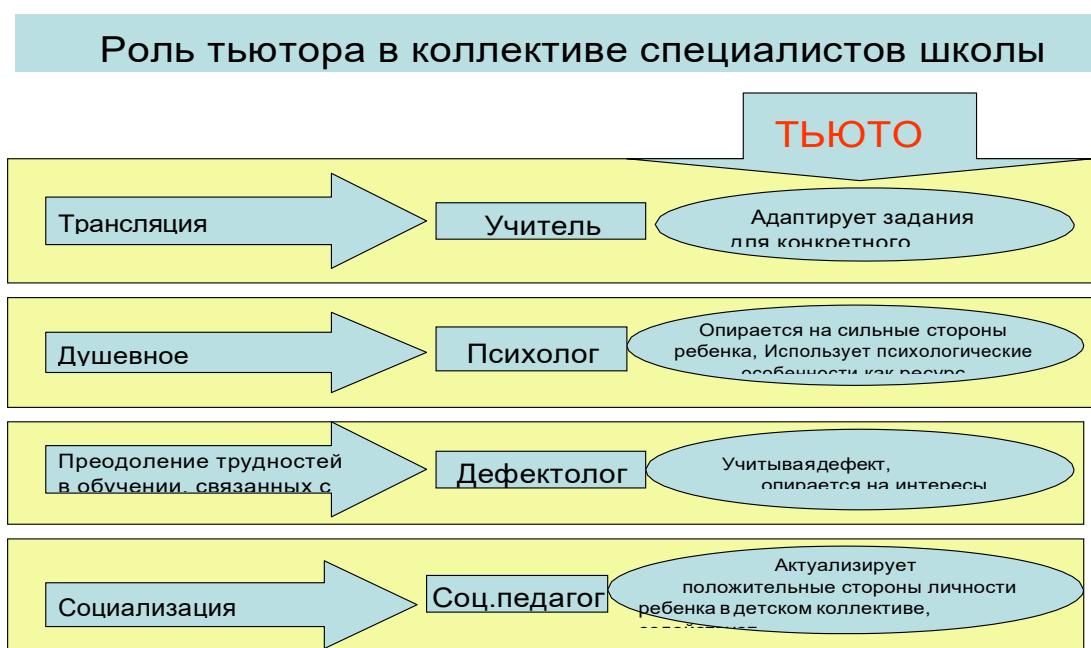 Роль тьютора в коллективе специалистов школы
ТЬЮТО
Трансляция
Учитель
Адаптирует задания
для конкретного
Душевное
Психолог
Опирается на сильные стороны
ребенка, Использует психологические
особенности как ресурс
Преодоление трудностей
в обучении, связанных с
Дефектолог
Учитываядефект,
опирается на интересы
Социализация
Соц.педагог
Актуализирует
положительные стороны личности
ребенка в детском коллективе,